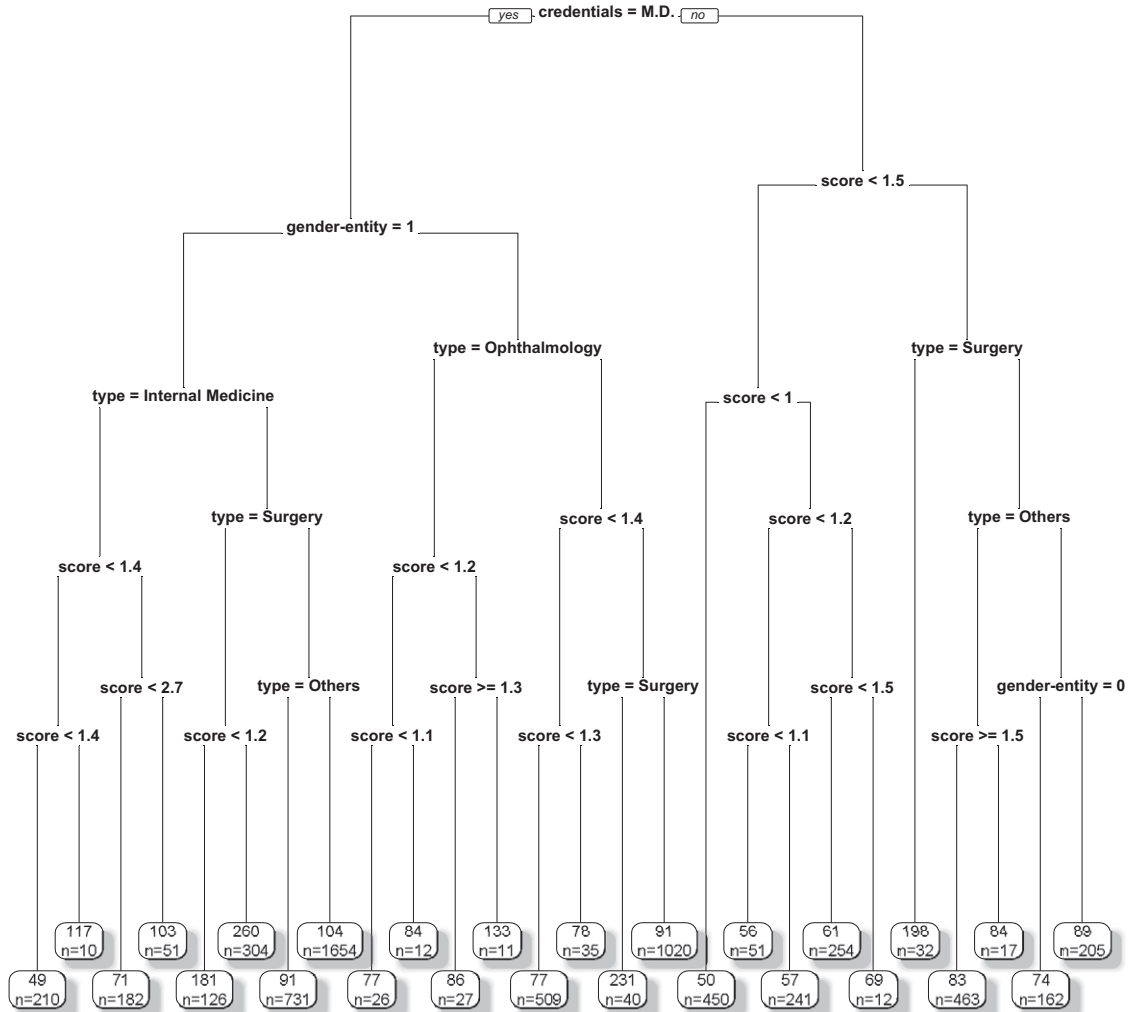 yes credentials = M.D. no
score < 1.5
gender-entity = 1
type = Ophthalmology type = Surgery
type = Internal Medicine score < 1
type = Surgery score < 1.4 score < 1.2 type = Others
score < 1.4 score < 1.2
score < 2.7 type = Others score >= 1.3 type = Surgery score < 1.5 gender-entity = 0
score < 1.4 score < 1.2 score < 1.1 score < 1.3 score < 1.1 score >= 1.5
117 103 260 104 84 133 78 91 56 61 198 84 89
n=10 n=51 n=304 n=1654 n=12 n=11 n=35 n=1020 n=51 n=254 n=32 n=17 n=205
49 71 181 91 77 86 77 231 50 57 69 83 74
n=210 n=182 n=126 n=731 n=26 n=27 n=509 n=40 n=450 n=241 n=12 n=463 n=162